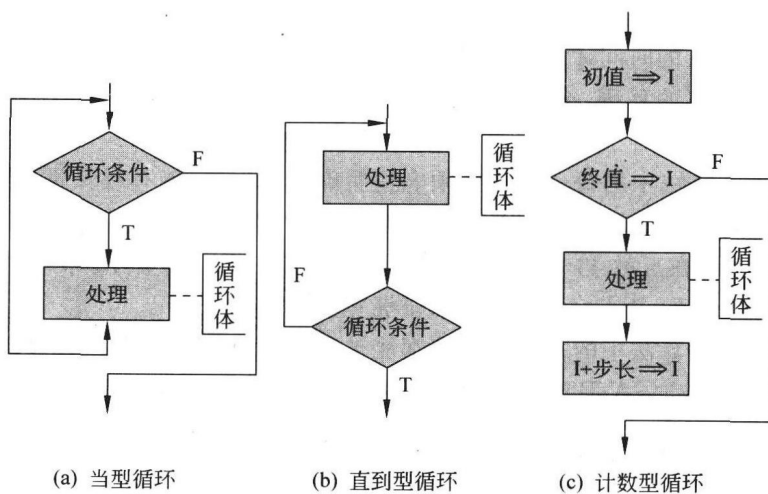 循环条件
F
T
处理
循环体
(a) 当型循环
处理
循环体
F
循环条件
T
(b) 直到型循环
初值⇒I
终值⇒I
F
T
处理
循环体
I+步长⇒I
(c) 计数型循环